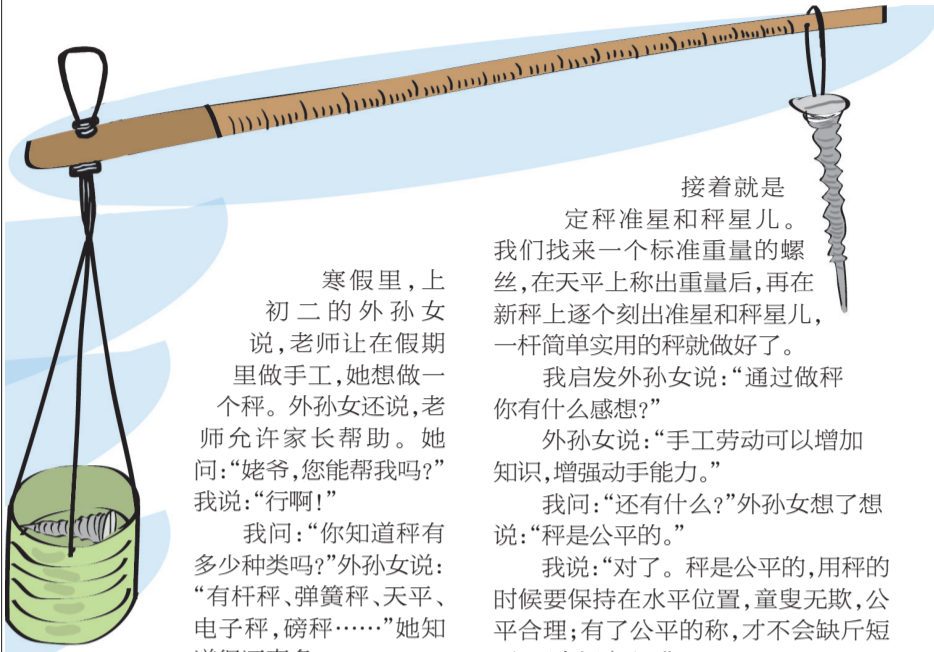 寒假里,上
初二的外孙女
说,老师让在假期
里做手工,她想做一
个秤。外孙女还说,老
师允许家长帮助。她
问:“姥爷,您能帮我吗?”
我说:“行啊!”
我问:“你知道秤有
多少种类吗?”外孙女说:
“有杆秤、弹簧秤、天平、
电子秤,磅秤……”她知
接着就是
定秤准星和秤星儿。
我们找来一个标准重量的螺
丝,在天平上称出重量后,再在
新秤上逐个刻出准星和秤星儿,
一杆简单实用的秤就做好了。
我启发外孙女说:“通过做秤
你有什么感想?”
外孙女说:“手工劳动可以增加
知识,增强动手能力。”
我问:“还有什么?”外孙女想了想
说:“秤是公平的。”
我说:“对了。秤是公平的,用秤的
时候要保持在水平位置,童叟无欺,公
平合理;有了公平的称,才不会缺斤短